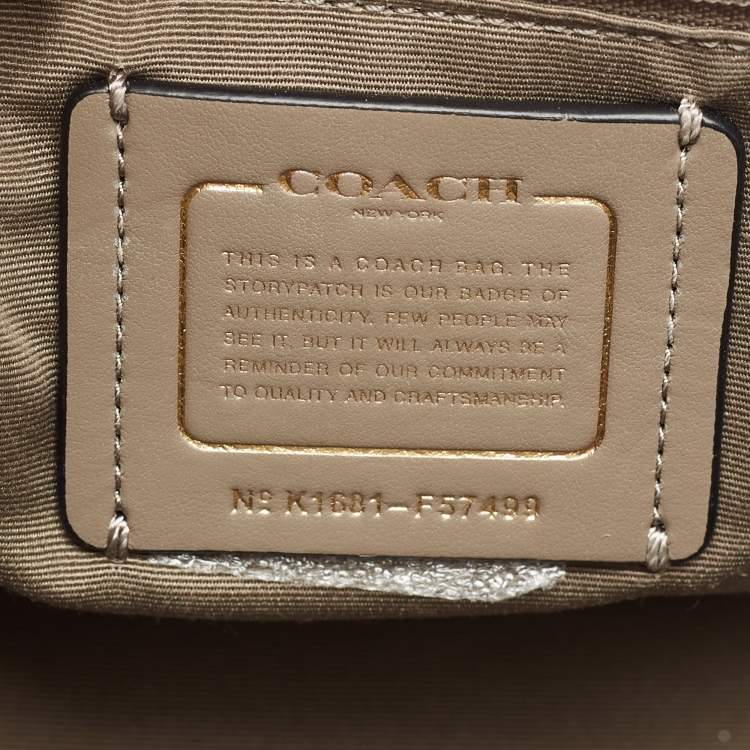 COACH
NEW YORK
THIS IS A COACH BAG. THE
STORYPATCH IS OUR BADGE OF
AUTHENTICITY. FEW PEOPLE MAY
SEE IT, BUT IT WILL ALWAYS BE A
REMINDER OF OUR COMMITMENT
TO QUALITY AND CRAFTSMANSHIP.
Nº K1681-F57499